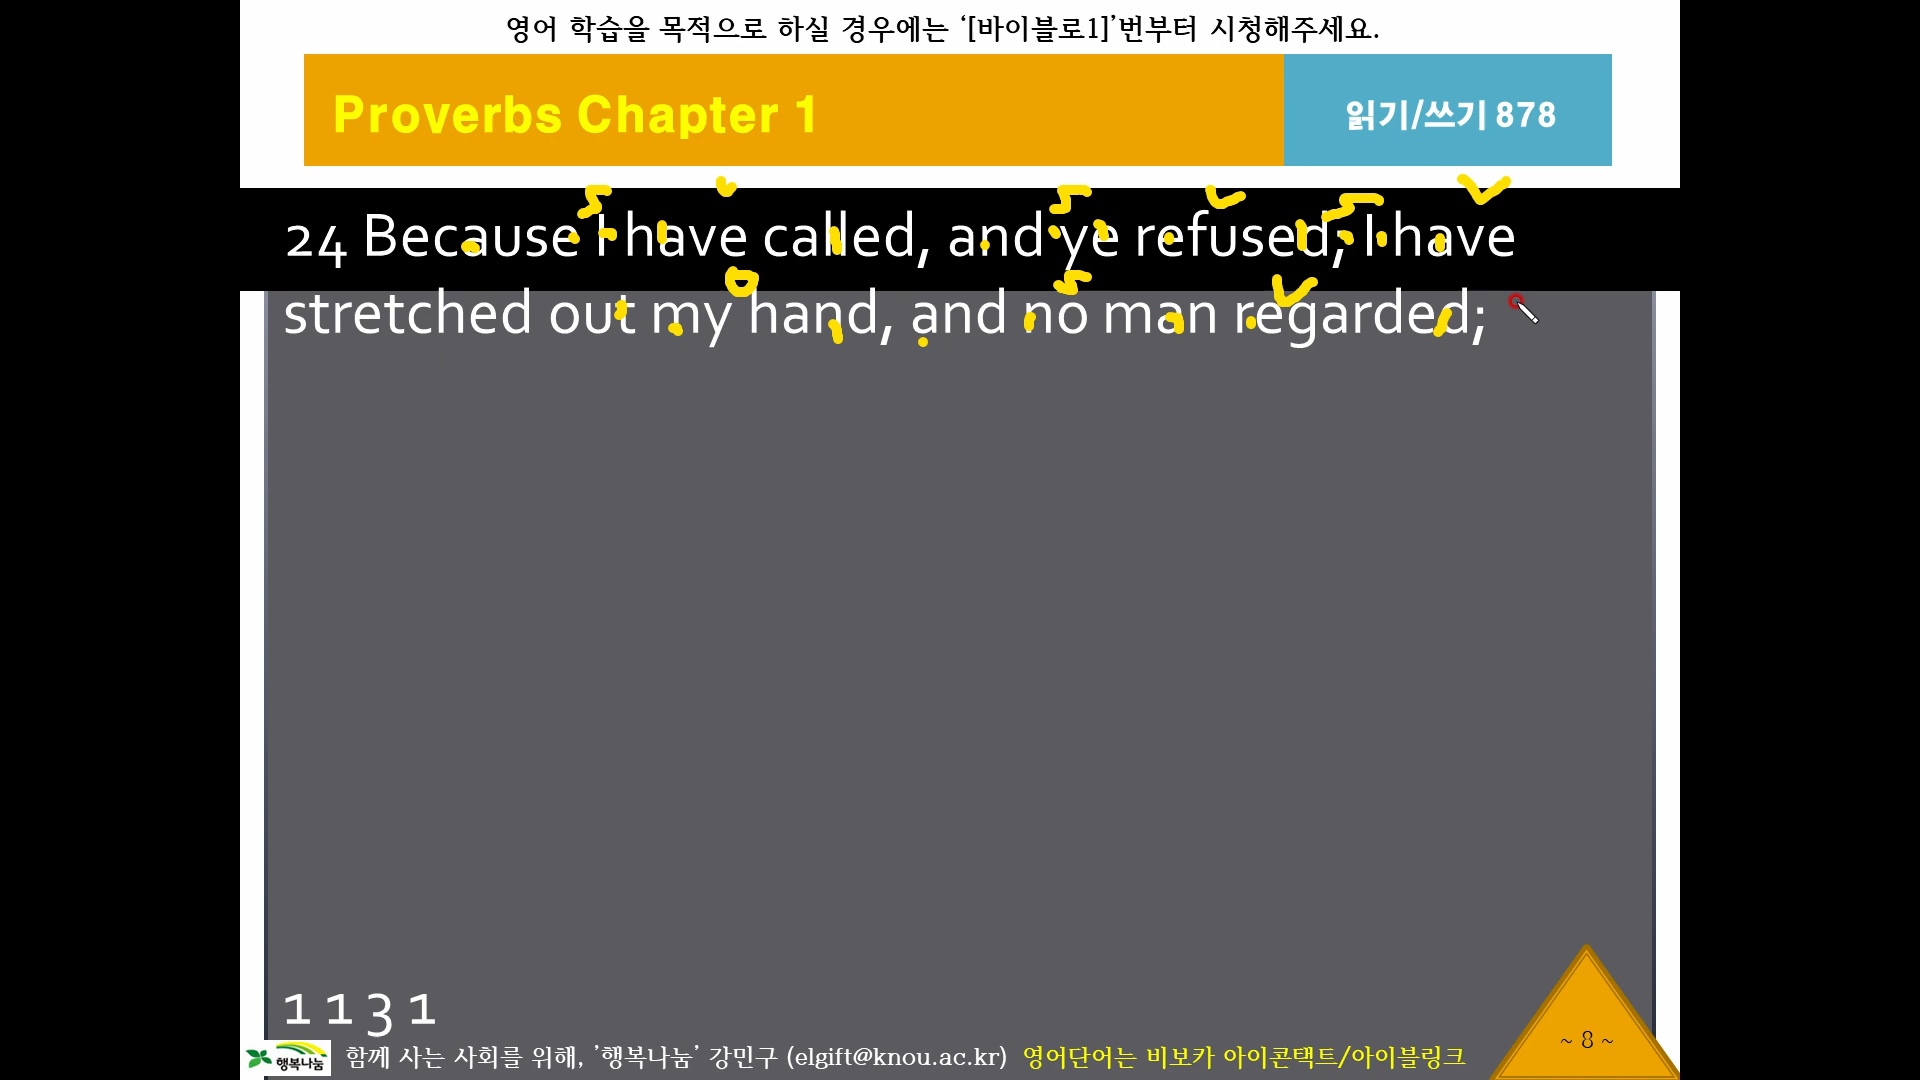 영어 학습을 목적으로 하실 경우에는 ‘[바이블로1]’번부터 시청해주세요.
Proverbs Chapter 1
읽기/쓰기 878
24 Because I have called, and ye refused; I have
stretched out my hand, and no man regarded;
1 1 3 1
행복나눔 함께 사는 사회를 위해, ’행복나눔’ 강민구 (elgift@knou.ac.kr) 영어단어는 비보카 아이콘택트/아이블링크
~ 8 ~